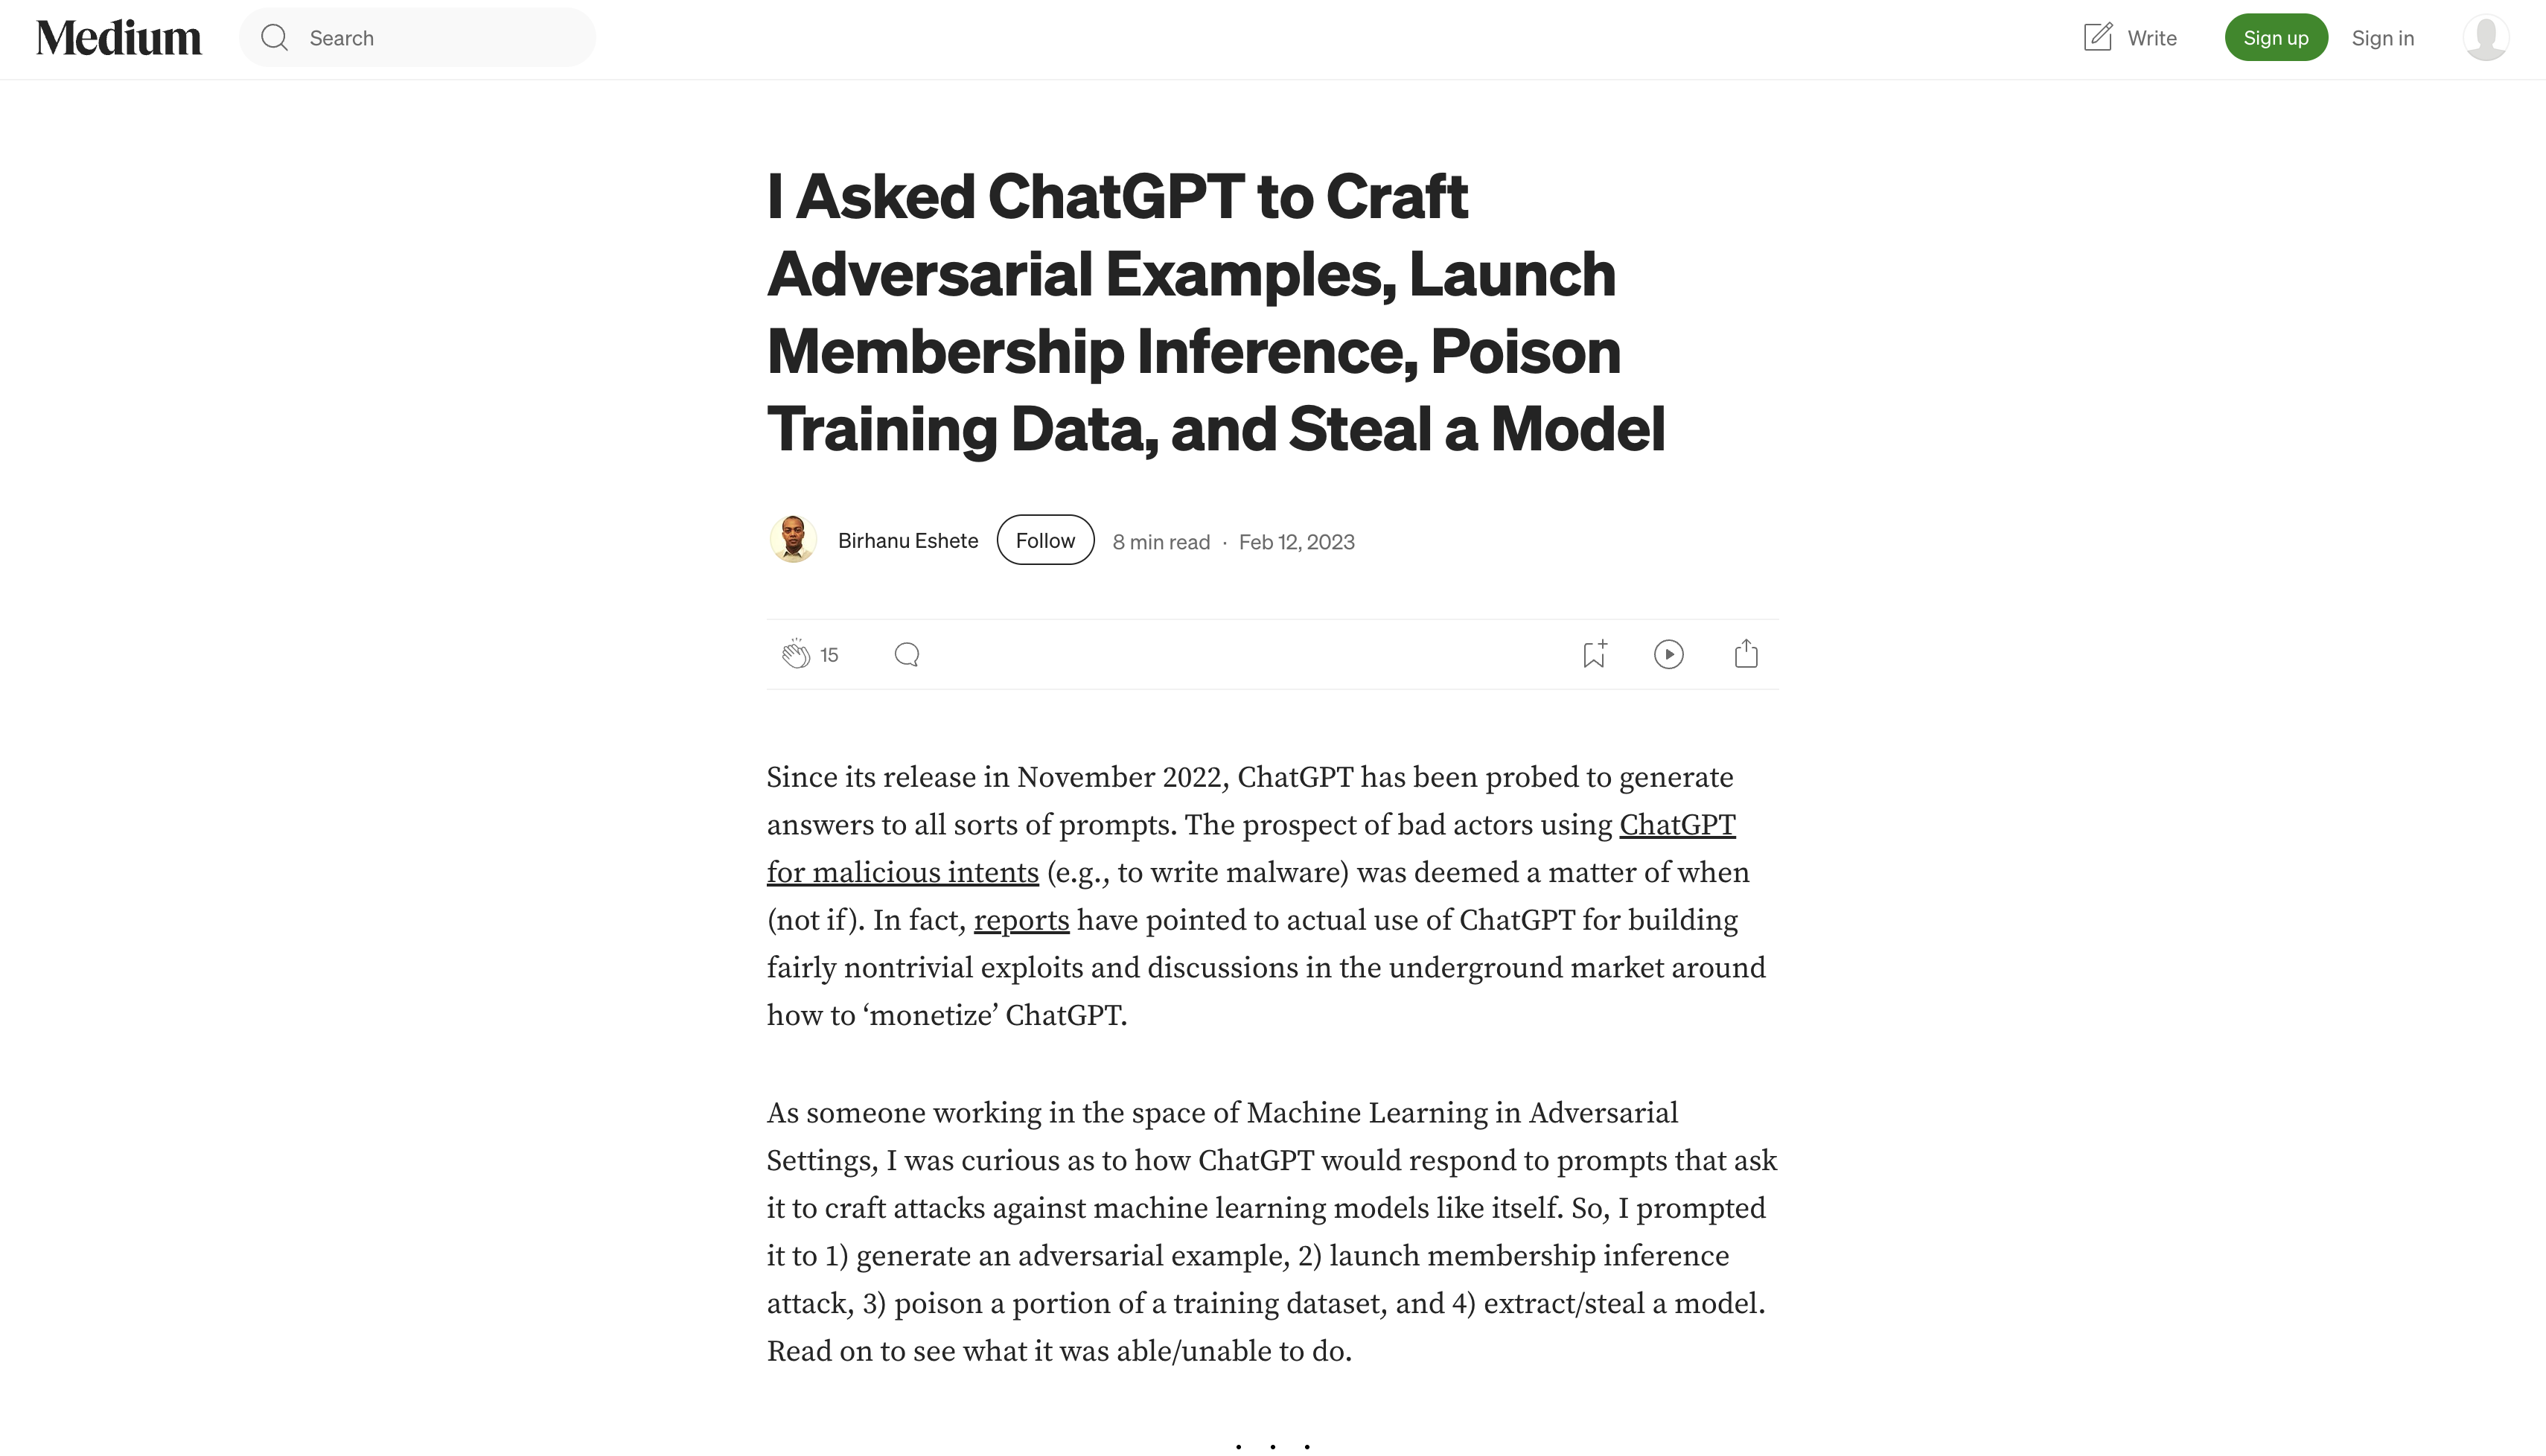 Medium
Search
Write
Sign up
Sign in
I Asked ChatGPT to Craft
Adversarial Examples, Launch
Membership Inference, Poison
Training Data, and Steal a Model
Birhanu Eshete
Follow
8 min read · Feb 12, 2023
15
Since its release in November 2022, ChatGPT has been probed to generate
answers to all sorts of prompts. The prospect of bad actors using ChatGPT
for malicious intents (e.g., to write malware) was deemed a matter of when
(not if). In fact, reports have pointed to actual use of ChatGPT for building
fairly nontrivial exploits and discussions in the underground market around
how to ‘monetize’ ChatGPT.
As someone working in the space of Machine Learning in Adversarial
Settings, I was curious as to how ChatGPT would respond to prompts that ask
it to craft attacks against machine learning models like itself. So, I prompted
it to 1) generate an adversarial example, 2) launch membership inference
attack, 3) poison a portion of a training dataset, and 4) extract/steal a model.
Read on to see what it was able/unable to do.
. . .